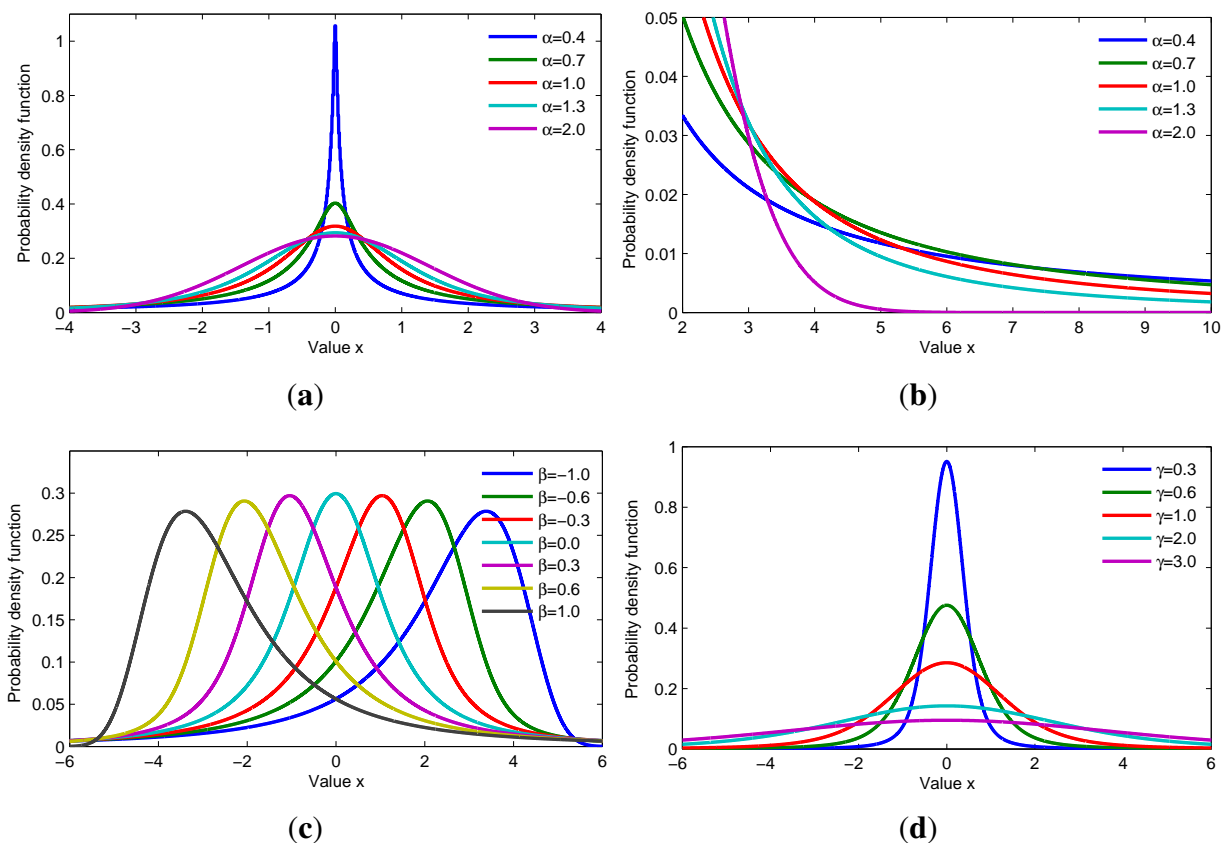 1
0.8
0.6
0.4
0.2
0
Probability density function
−4
−3
−2
−1
0
1
2
3
4
Value x
α=0.4
α=0.7
α=1.0
α=1.3
α=2.0
(a)
0.05
0.04
0.03
0.02
0.01
0
Probability density function
2
3
4
5
6
7
8
9
10
Value x
α=0.4
α=0.7
α=1.0
α=1.3
α=2.0
(b)
0.3
0.25
0.2
0.15
0.1
0.05
0
Probability density function
−6
−4
−2
0
2
4
6
Value x
β=−1.0
β=−0.6
β=−0.3
β=0.0
β=0.3
β=0.6
β=1.0
(c)
1
0.8
0.6
0.4
0.2
0
Probability density function
−6
−4
−2
0
2
4
6
Value x
γ=0.3
γ=0.6
γ=1.0
γ=2.0
γ=3.0
(d)